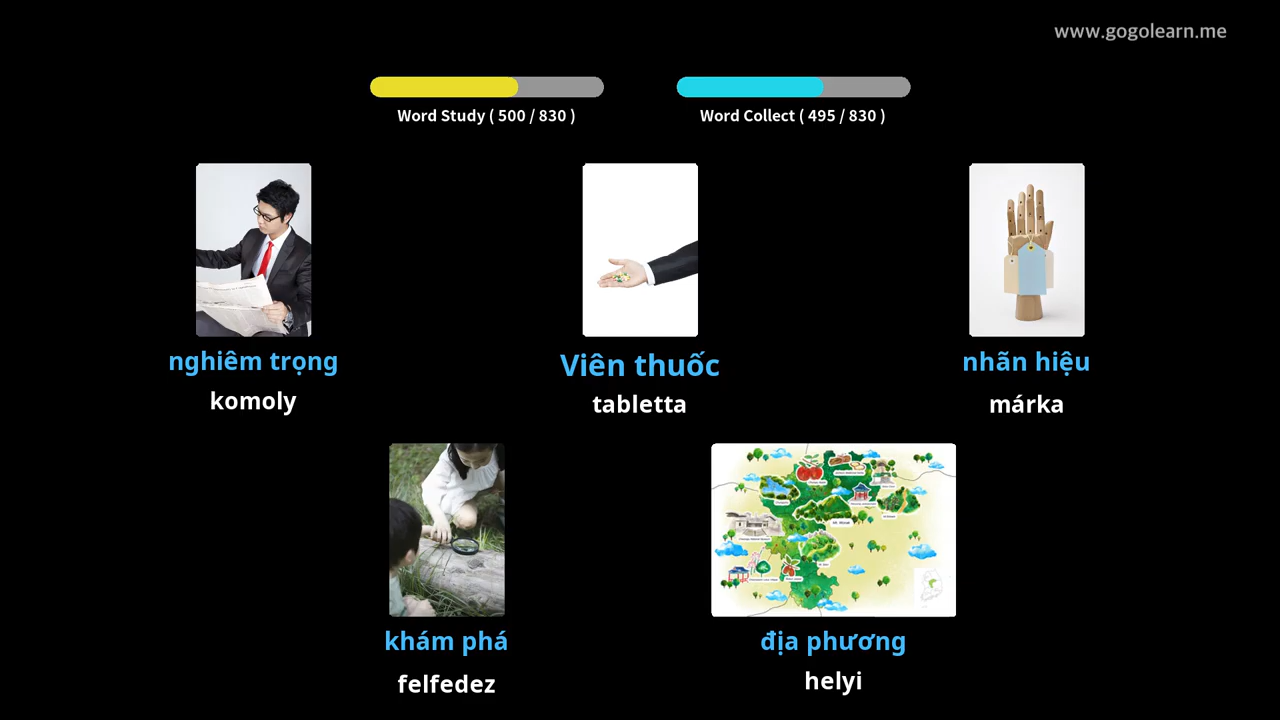 www.gogolearn.me
Word Study ( 500 / 830 )
Word Collect ( 495 / 830 )
nghiêm trọng
komoly
Viên thuốc
tabletta
nhãn hiệu
márka
khám phá
felfedez
địa phương
helyi